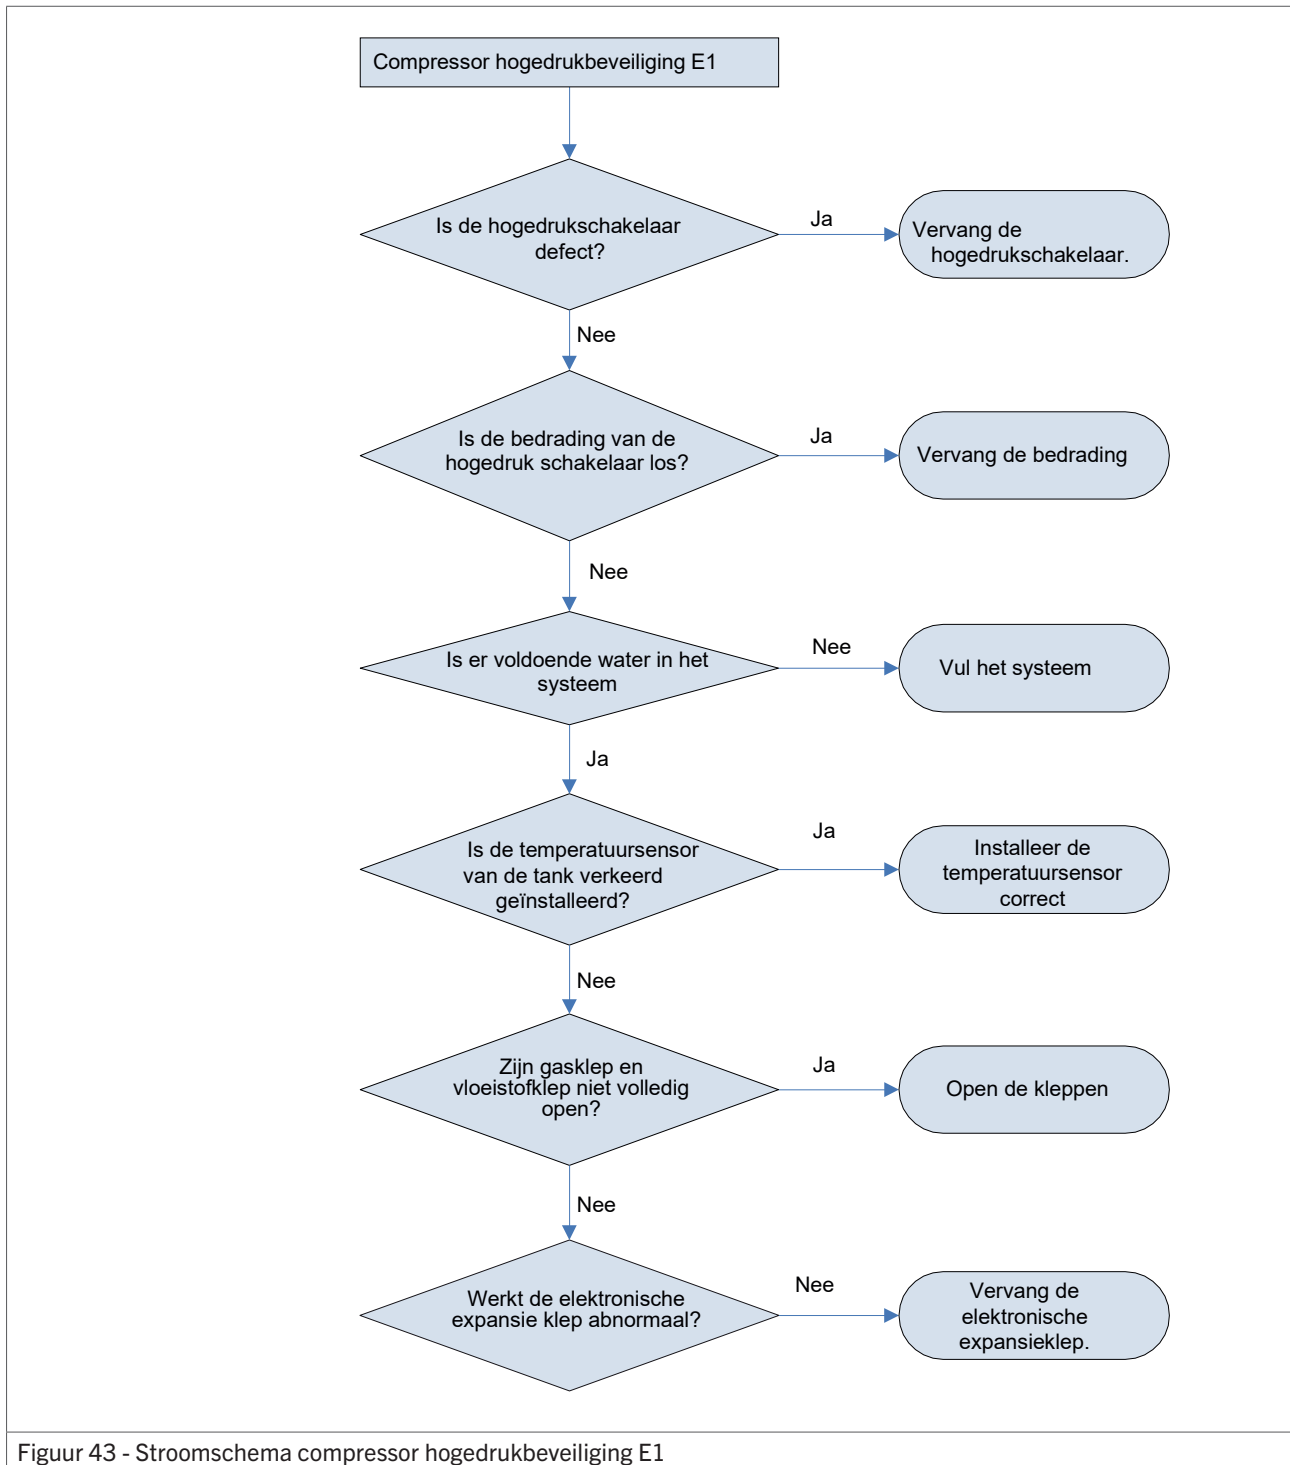 Compressor hogedrukbeveiliging E1
Is de hogedrukschakelaar
defect?
Ja
Vervang de
hogedrukschakelaar.
Nee
Is de bedrading van de
hogedruk schakelaar los?
Ja
Vervang de bedrading
Nee
Is er voldoende water in het
systeem
Nee
Vul het systeem
Ja
Is de temperatuursensor
van de tank verkeerd
geïnstalleerd?
Ja
Installeer de
temperatuursensor
correct
Nee
Zijn gasklep en
vloeistofklep niet volledig
open?
Ja
Open de kleppen
Nee
Werkt de elektronische
expansie klep abnormaal?
Nee
Vervang de
elektronische
expansieklep.
Figuur 43 - Stroomschema compressor hogedrukbeveiliging E1